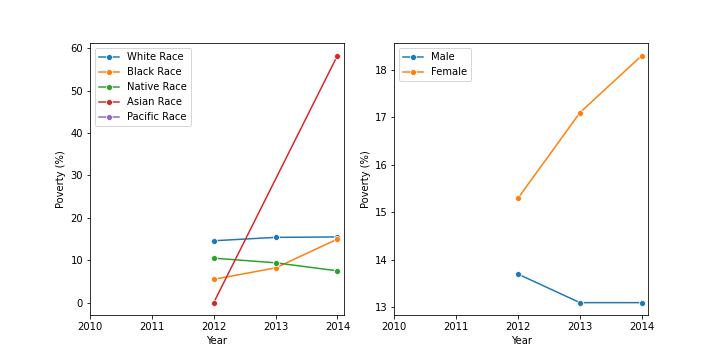 60
50
40
30
20
10
0
Poverty (%)
White Race
Black Race
Native Race
Asian Race
Pacific Race
2010 2011 2012 2013 2014
Year
18
17
16
15
14
13
Poverty (%)
Male
Female
2010 2011 2012 2013 2014
Year